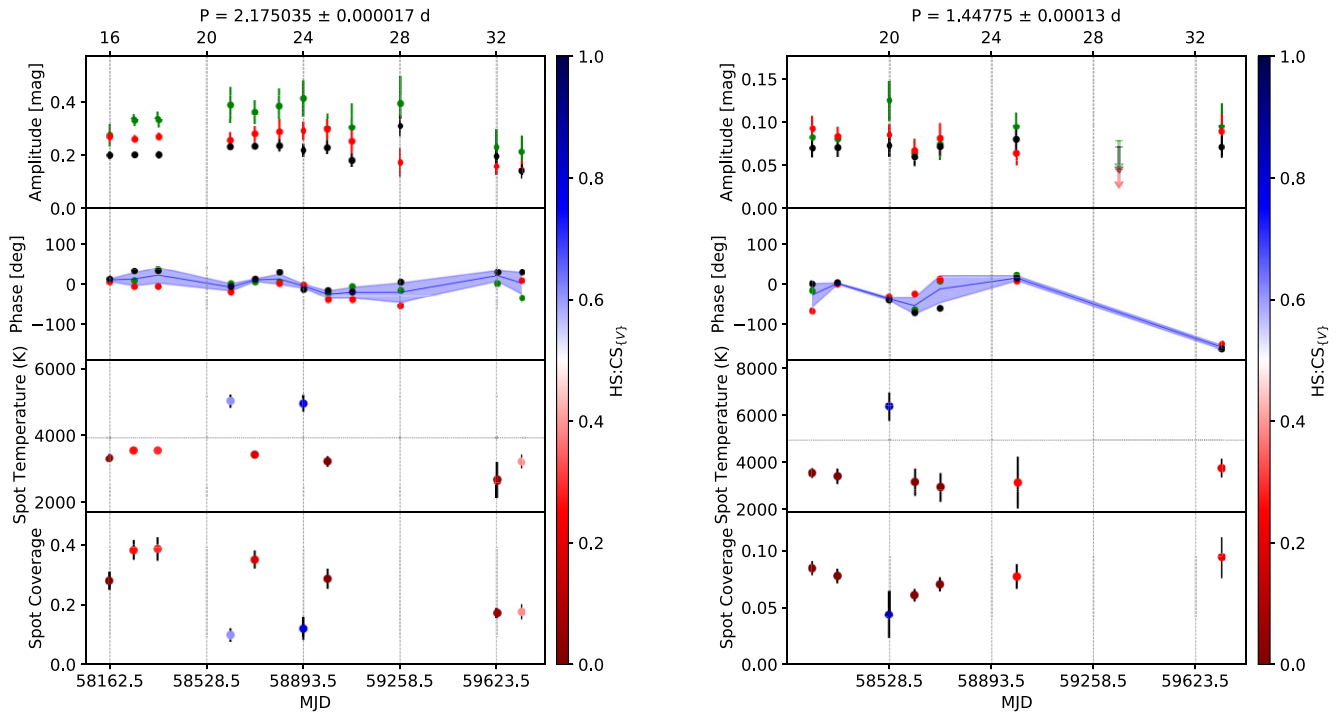 P = 2.175035 ± 0.000017 d
16 20 24 28 32
Amplitude [mag]
0.4
0.2
0.0
Phase [deg]
100
0
−100
Spot Temperature (K)
6000
4000
2000
Spot Coverage
0.4
0.2
0.0
58162.5 58528.5 58893.5 59258.5 59623.5
MJD
1.0
0.8
0.6
0.4
0.2
0.0
HS:CS{V}
P = 1.44775 ± 0.00013 d
20 24 28 32
Amplitude [mag]
0.15
0.10
0.05
0.00
Phase [deg]
100
0
−100
Spot Temperature (K)
8000
6000
4000
2000
Spot Coverage
0.10
0.05
0.00
58528.5 58893.5 59258.5 59623.5
MJD
1.0
0.8
0.6
0.4
0.2
0.0
HS:CS{V}